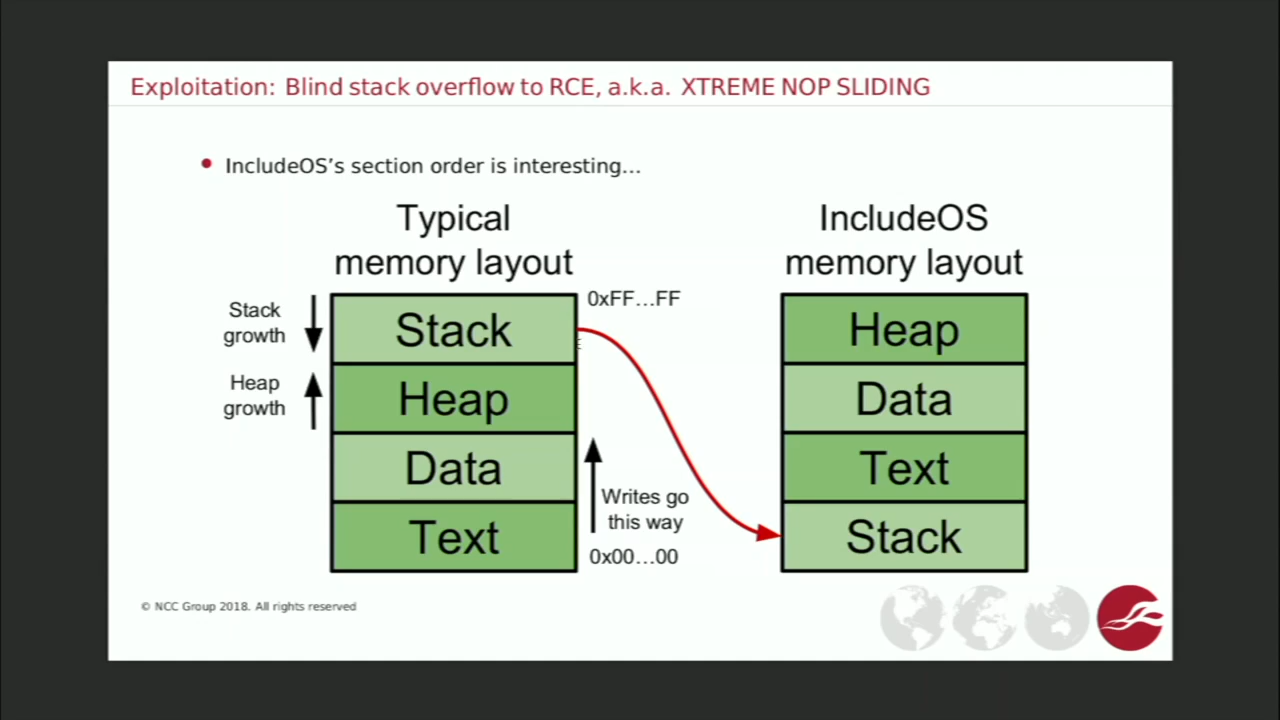 Exploitation: Blind stack overflow to RCE, a.k.a. XTREME NOP SLIDING
IncludeOS’s section order is interesting…
Typical
memory layout
IncludeOS
memory layout
Stack
growth
Heap
growth
Stack
Heap
Data
Text
0xFF…FF
Writes go
this way
0x00…00
Heap
Data
Text
Stack
© NCC Group 2018. All rights reserved